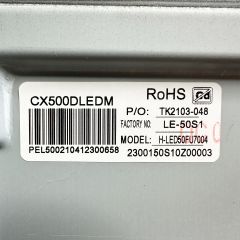 CX500DLEDM
PEL500210412300658
RoHS
P/O: TK2103-048
FACTORY NO: LE-50S1
MODEL: H-LED50FU7004
2300150S10Z00003